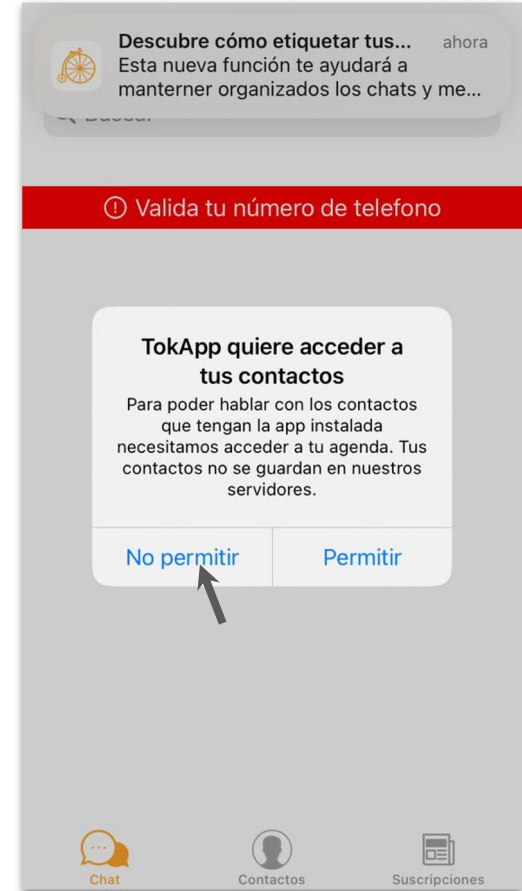 Descubre cómo etiquetar tus... ahora
Esta nueva función te ayudará a
manterner organizados los chats y me...
Buscar
Valida tu número de telefono
TokApp quiere acceder a
tus contactos
Para poder hablar con los contactos
que tengan la app instalada
necesitamos acceder a tu agenda. Tus
contactos no se guardan en nuestros
servidores.
No permitir Permitir
Chat Contactos Suscripciones